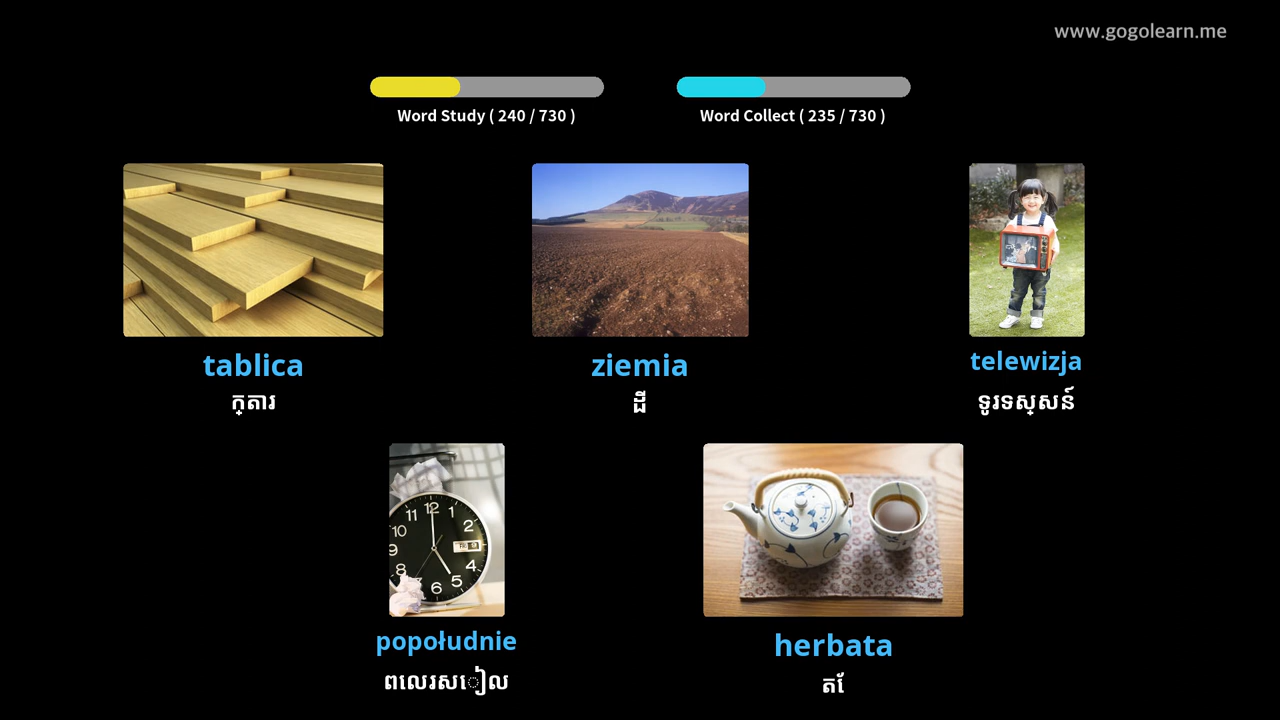 www.gogolearn.me
Word Study ( 240 / 730 )
Word Collect ( 235 / 730 )
tablica
ក្តារ
ziemia
ដី
telewizja
ទូរទស្សន៍
popołudnie
ពេលរសៀល
herbata
តែ